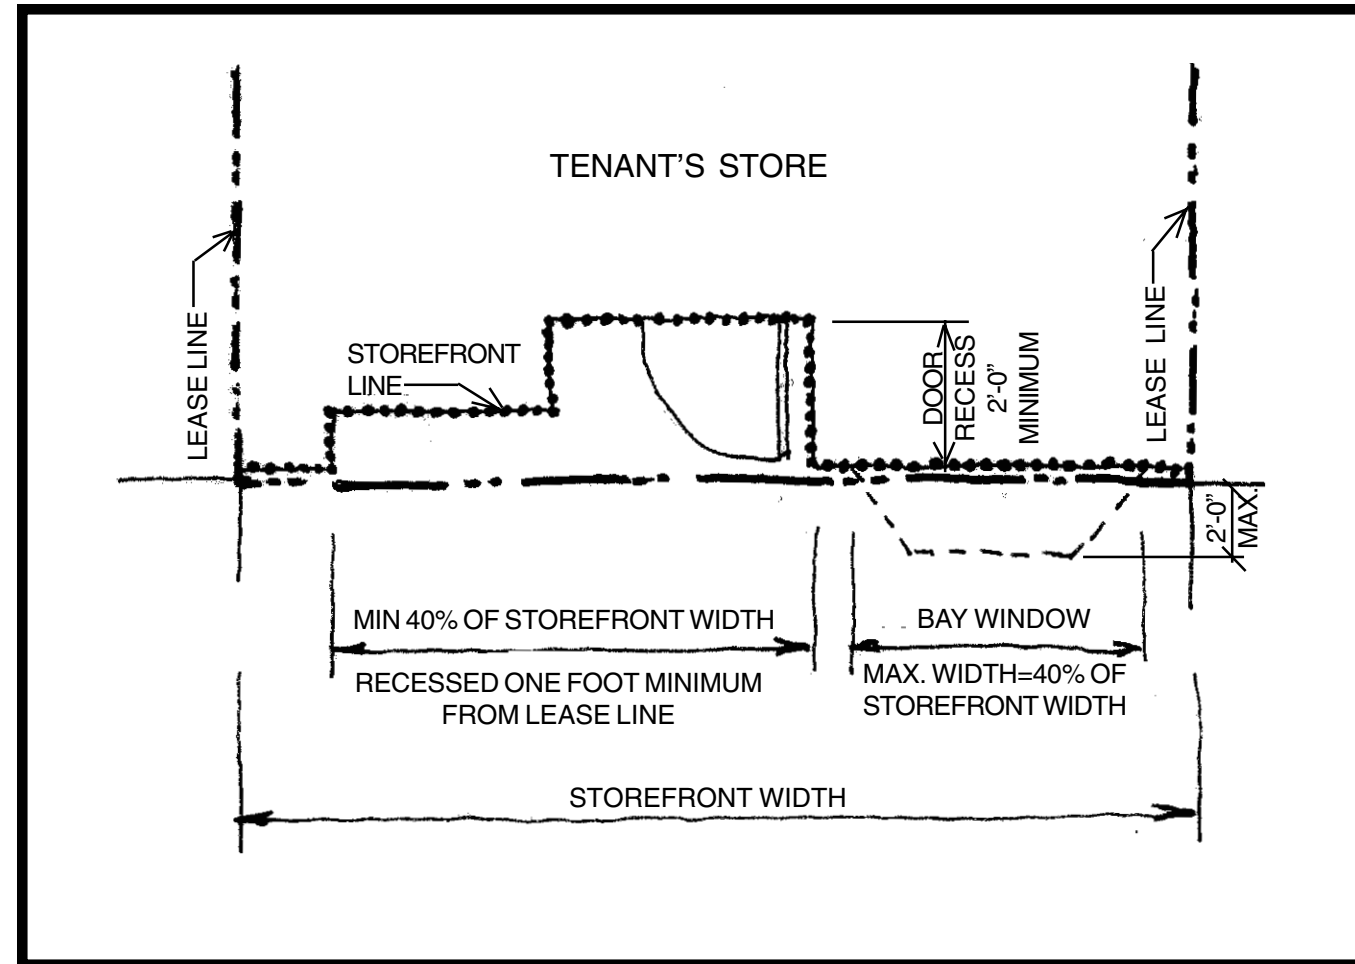 TENANT'S STORE
LEASE LINE
STOREFRONT
LINE
DOOR
RECESS
2'-0"
MINIMUM
LEASE LINE
2'-0"
MAX.
MIN 40% OF STOREFRONT WIDTH
RECESSED ONE FOOT MINIMUM
FROM LEASE LINE
BAY WINDOW
MAX. WIDTH=40% OF
STOREFRONT WIDTH
STOREFRONT WIDTH